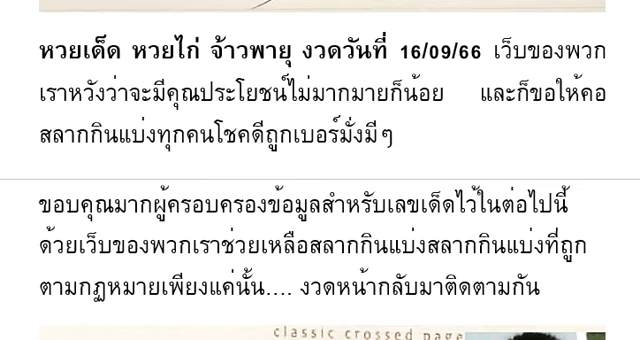 หวยเด็ด หวยไก่ จ้าวพายุ งวดวันที่ 16/09/66 เว็บของพวก
เราหวังว่าจะมีคุณประโยชน์ไม่มากมายก็น้อย และก็ขอให้คอ
สลากกินแบ่งทุกคนโชคดีถูกเบอร์มั่งมีๆ
ขอบคุณมากผู้ครอบครองข้อมูลสำหรับเลขเด็ดไว้ในต่อไปนี้
ด้วยเว็บของพวกเราช่วยเหลือสลากกินแบ่งสลากกินแบ่งที่ถูก
ตามกฏหมายเพียงแค่นั้น.... งวดหน้ากลับมาติดตามกัน
classic crossed page